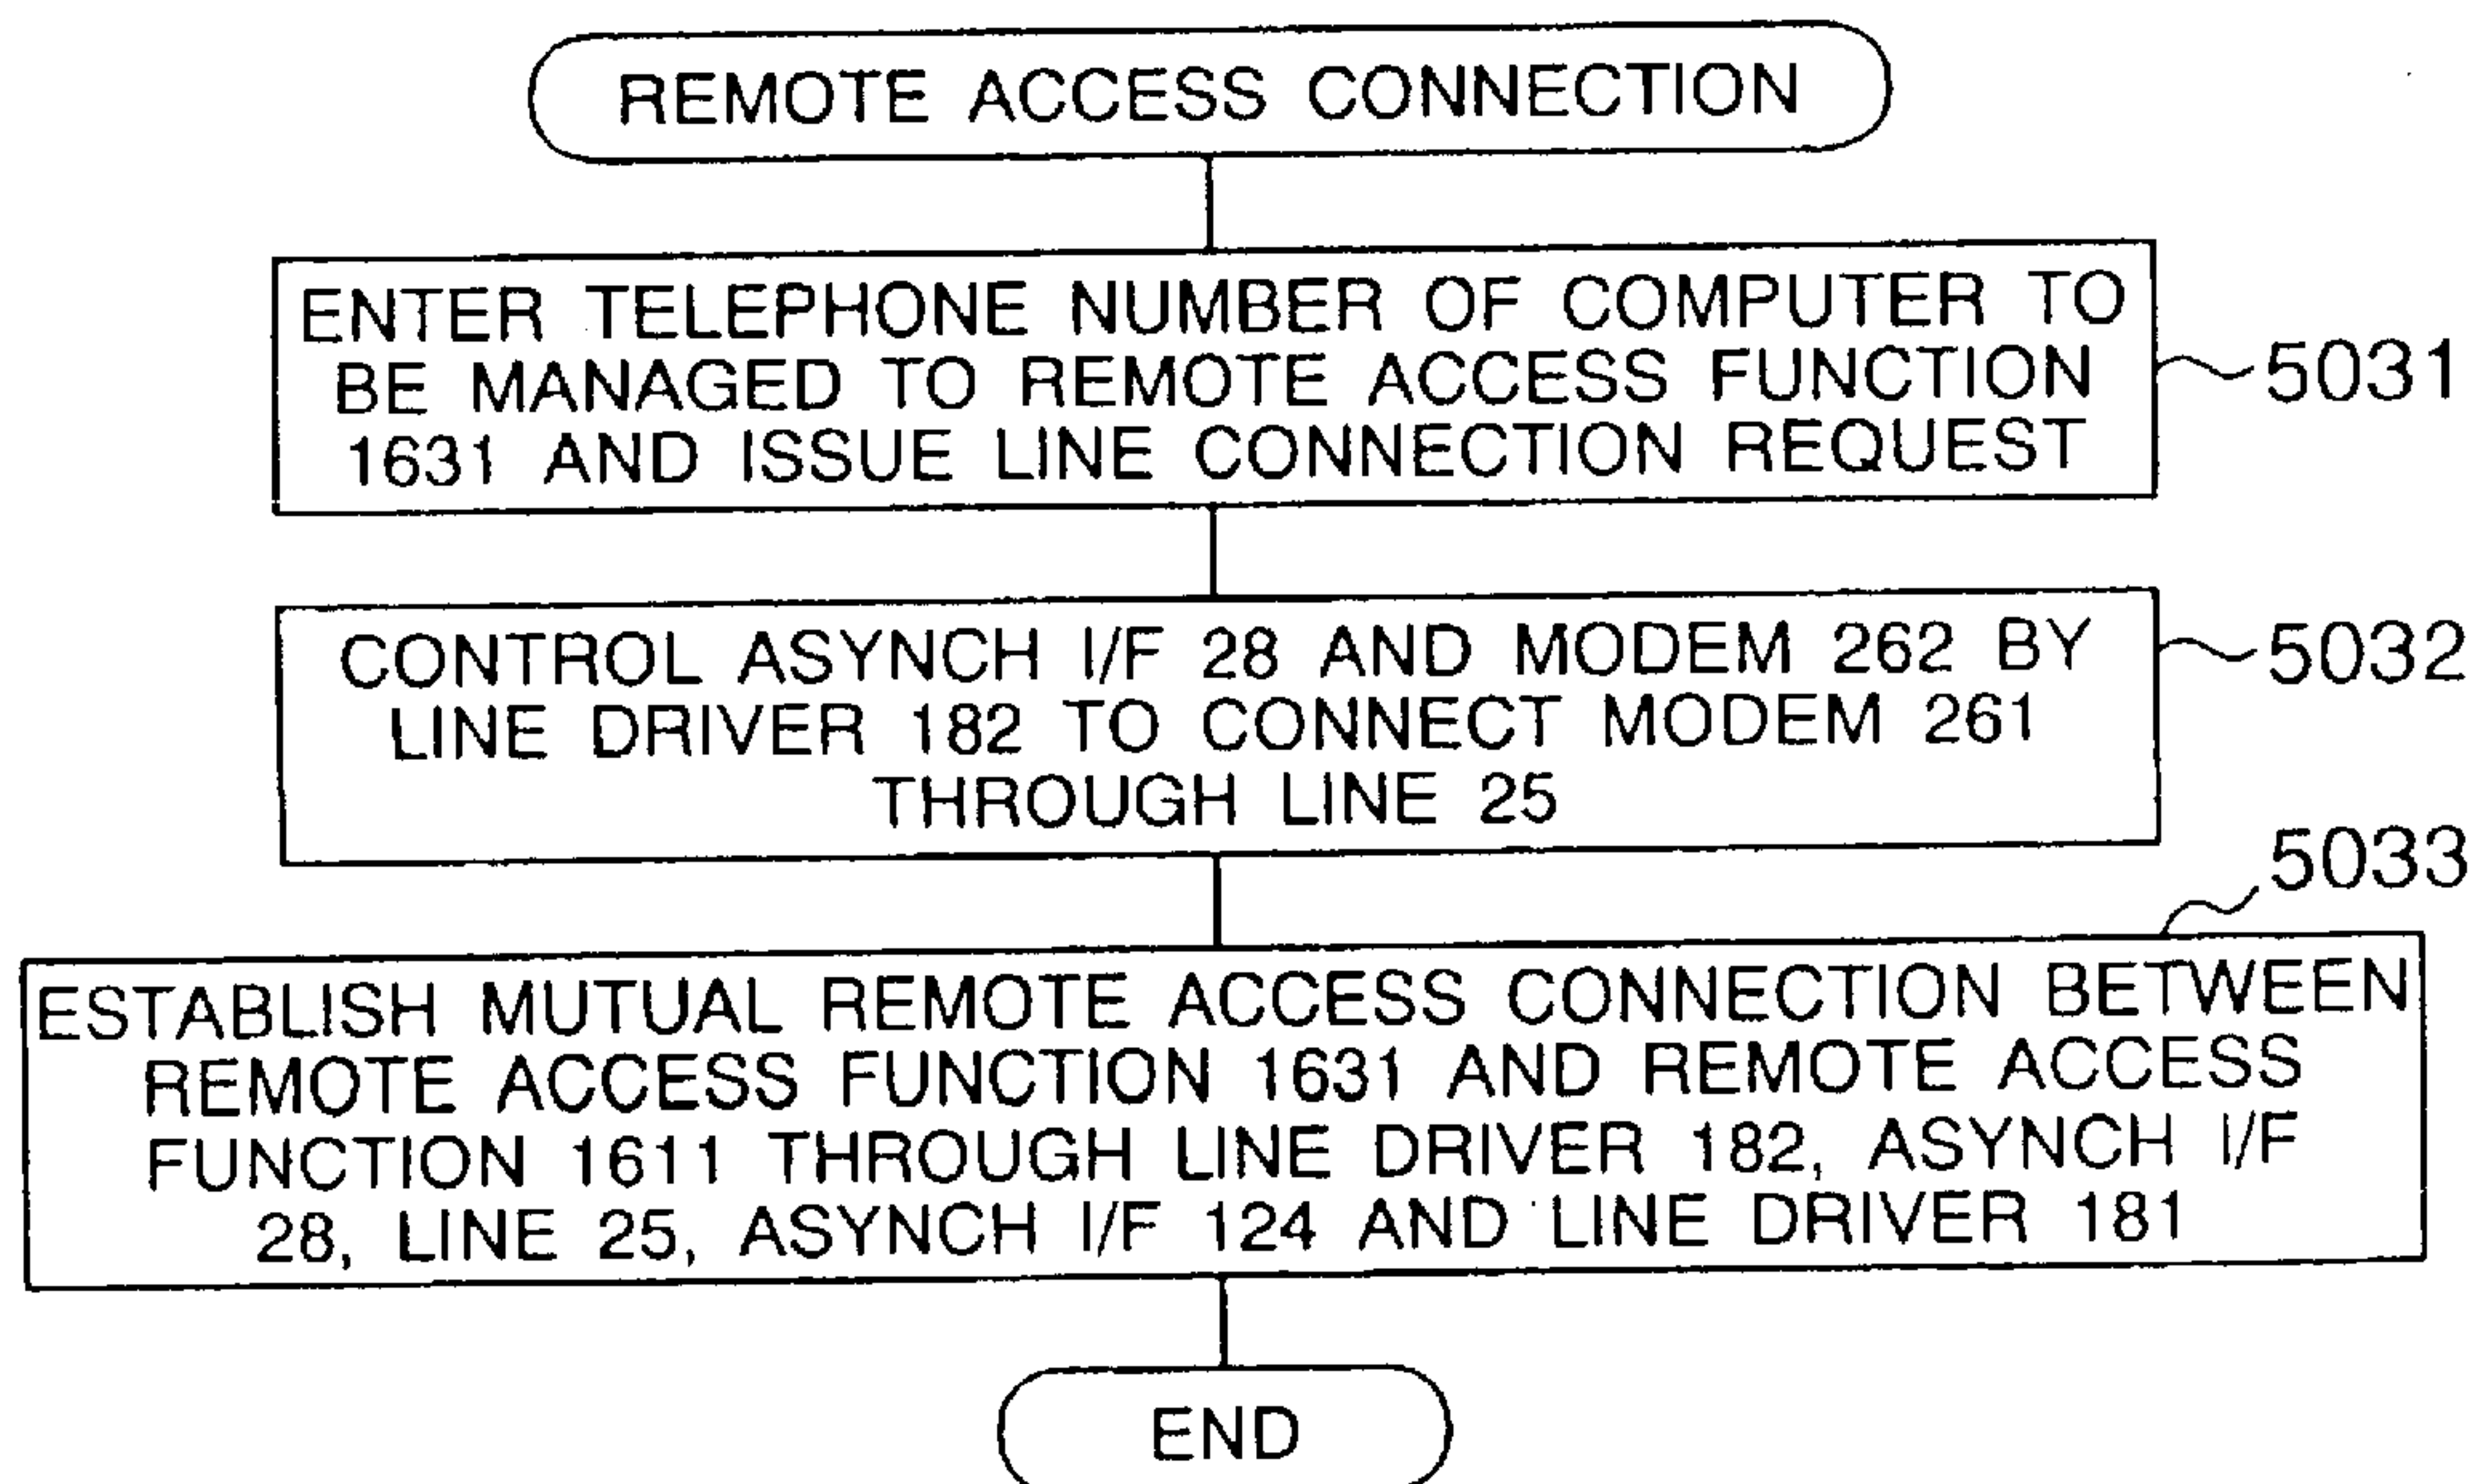 REMOTE ACCESS CONNECTION
ENTER TELEPHONE NUMBER OF COMPUTER TO
BE MANAGED TO REMOTE ACCESS FUNCTION
1631 AND ISSUE LINE CONNECTION REQUEST
5031
CONTROL ASYNCH I/F 28 AND MODEM 262 BY
LINE DRIVER 182 TO CONNECT MODEM 261
THROUGH LINE 25
5032
5033
ESTABLISH MUTUAL REMOTE ACCESS CONNECTION BETWEEN
REMOTE ACCESS FUNCTION 1631 AND REMOTE ACCESS
FUNCTION 1611 THROUGH LINE DRIVER 182, ASYNCH I/F
28, LINE 25, ASYNCH I/F 124 AND LINE DRIVER 181
END